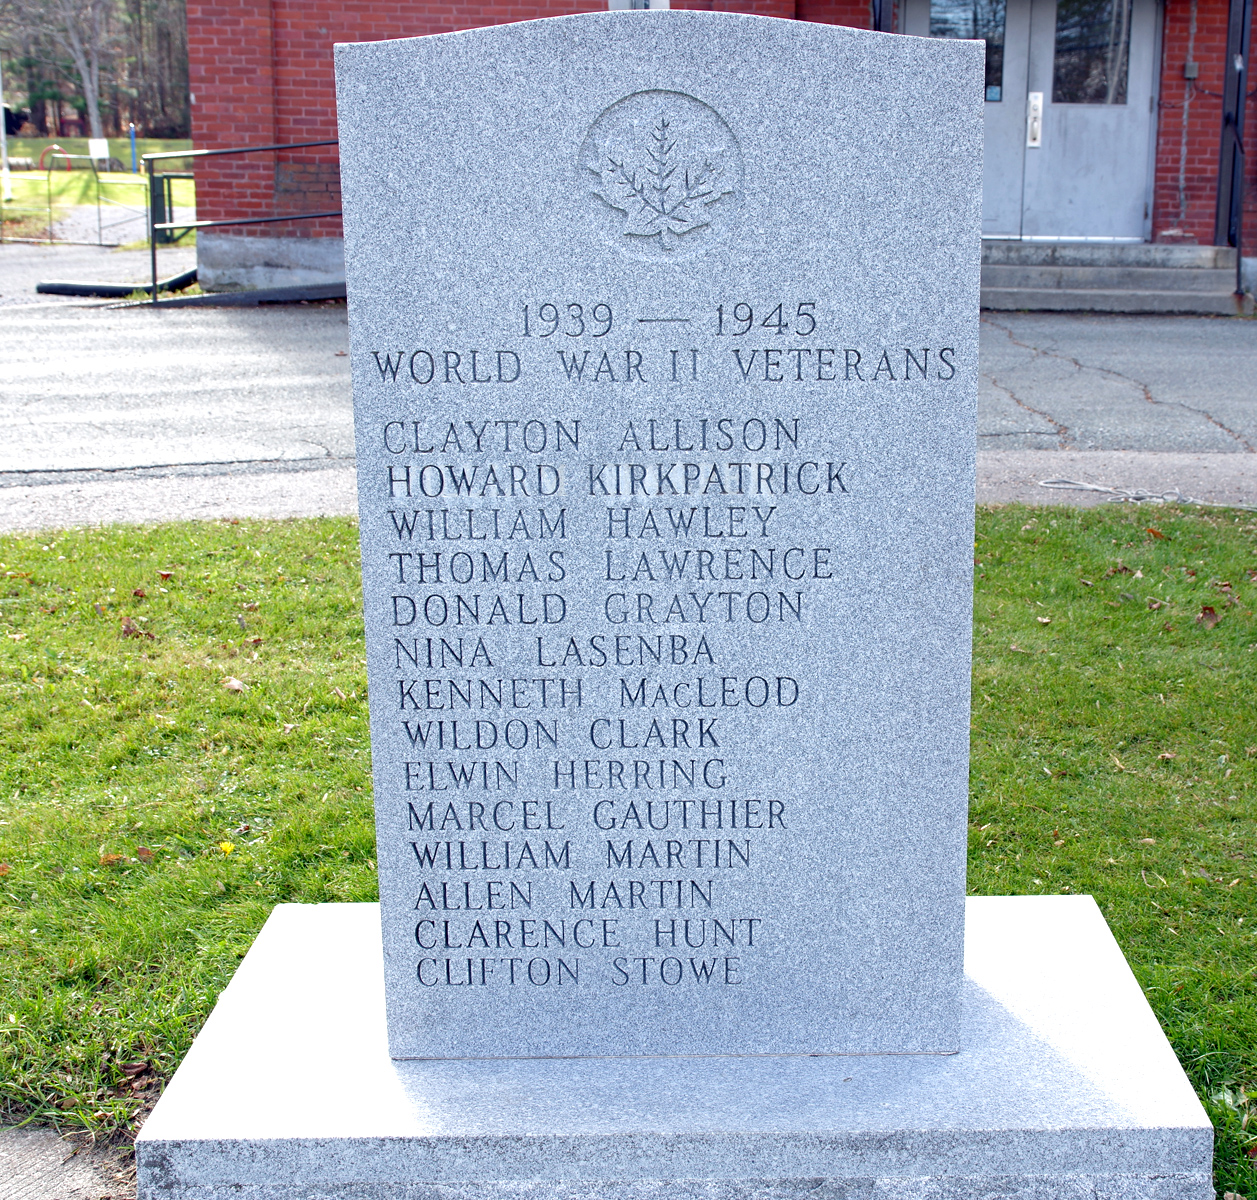 1939 — 1945
WORLD WAR II VETERANS
CLAYTON ALLISON
HOWARD KIRKPATRICK
WILLIAM HAWLEY
THOMAS LAWRENCE
DONALD GRAYTON
NINA LASENBA
KENNETH MacLEOD
WILDON CLARK
ELWIN HERRING
MARCEL GAUTHIER
WILLIAM MARTIN
ALLEN MARTIN
CLARENCE HUNT
CLIFTON STOWE